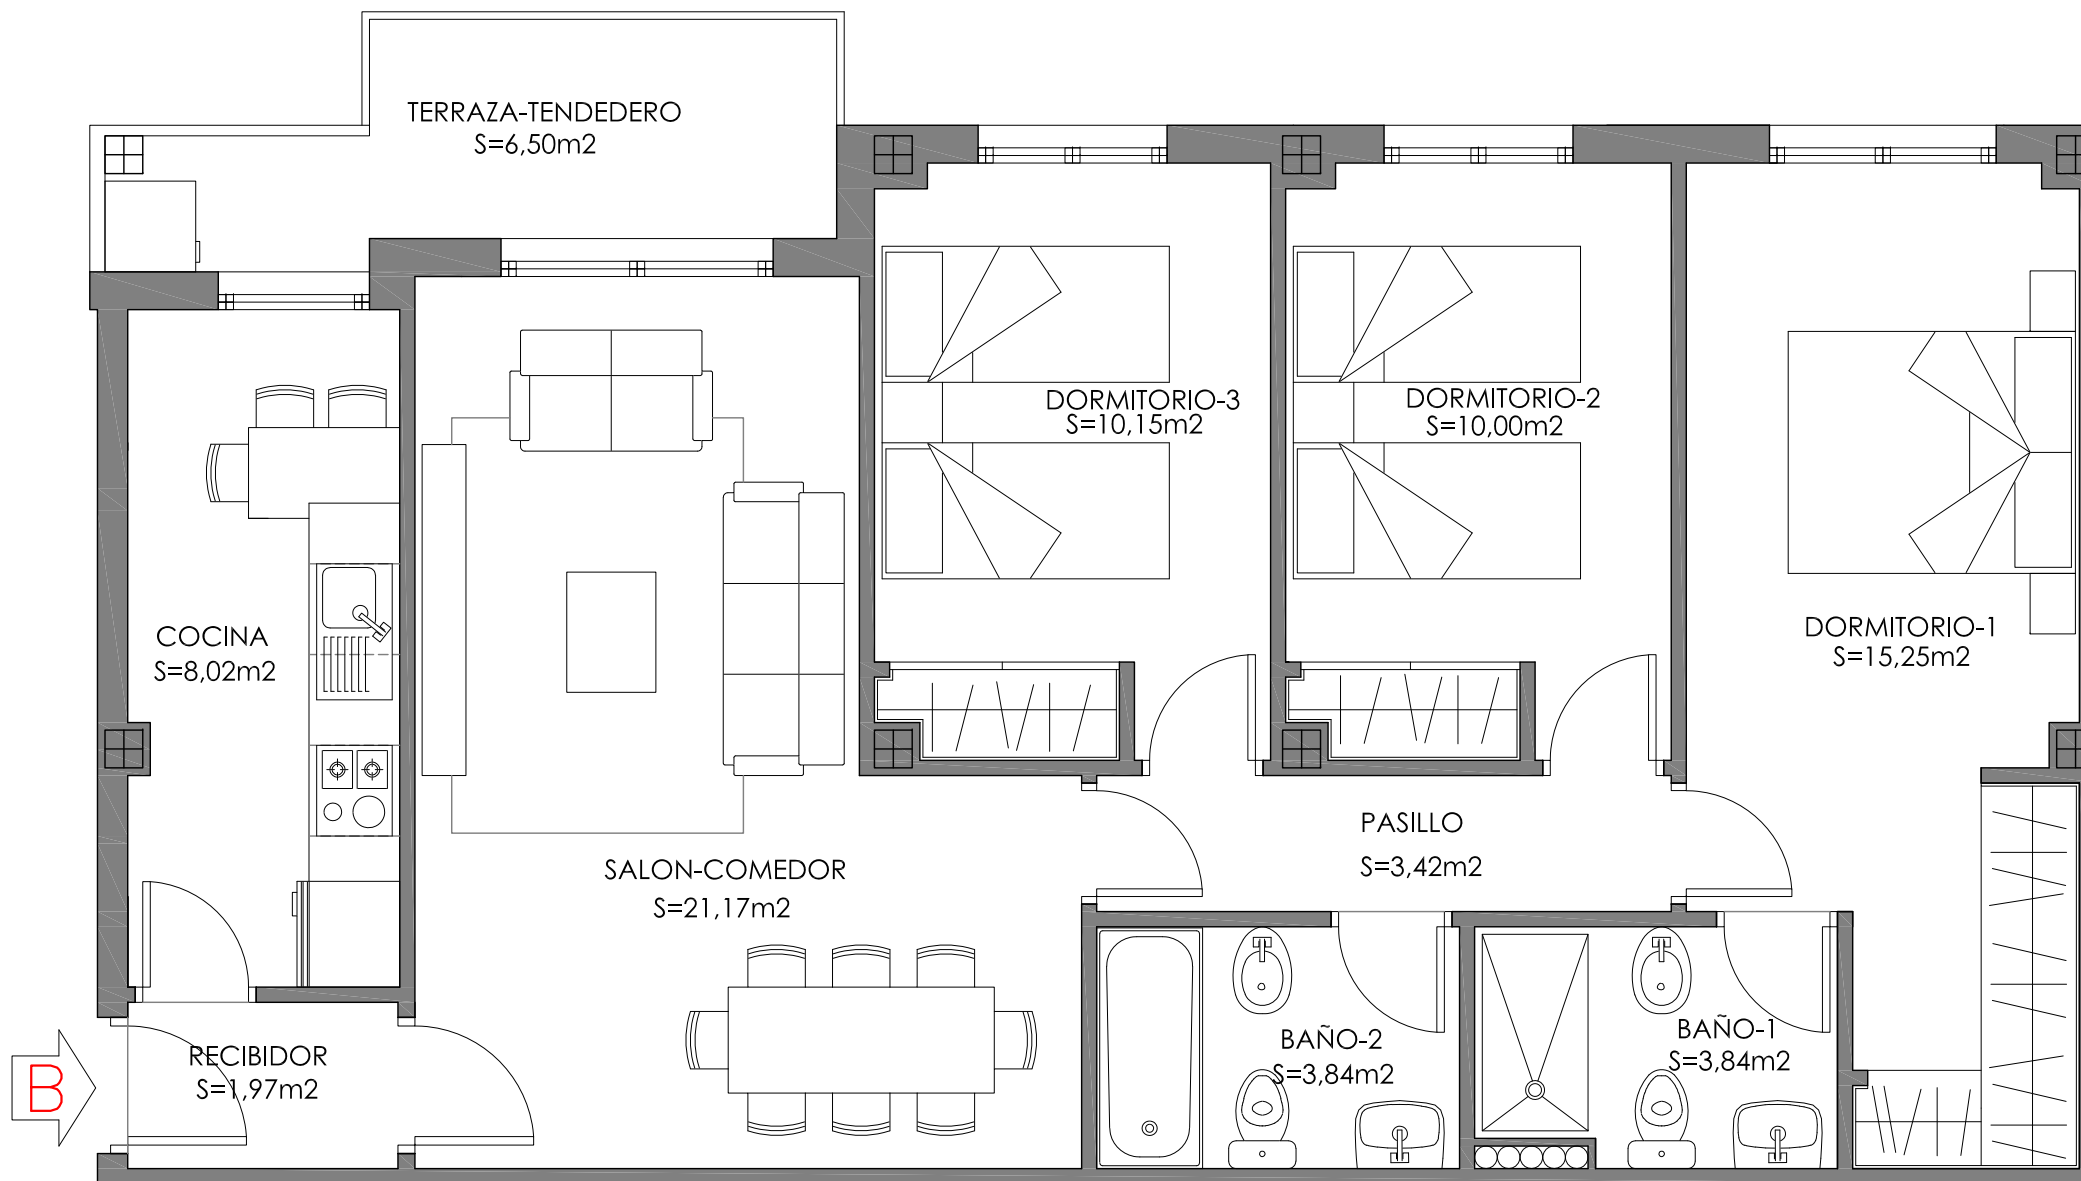 TERRAZA-TENDEDERO
S=6,50m2
DORMITORIO-3
S=10,15m2
DORMITORIO-2
S=10,00m2
DORMITORIO-1
S=15,25m2
COCINA
S=8,02m2
PASILLO
S=3,42m2
SALON-COMEDOR
S=21,17m2
RECIBIDOR
S=1,97m2
BAÑO-2
S=3,84m2
BAÑO-1
S=3,84m2
B